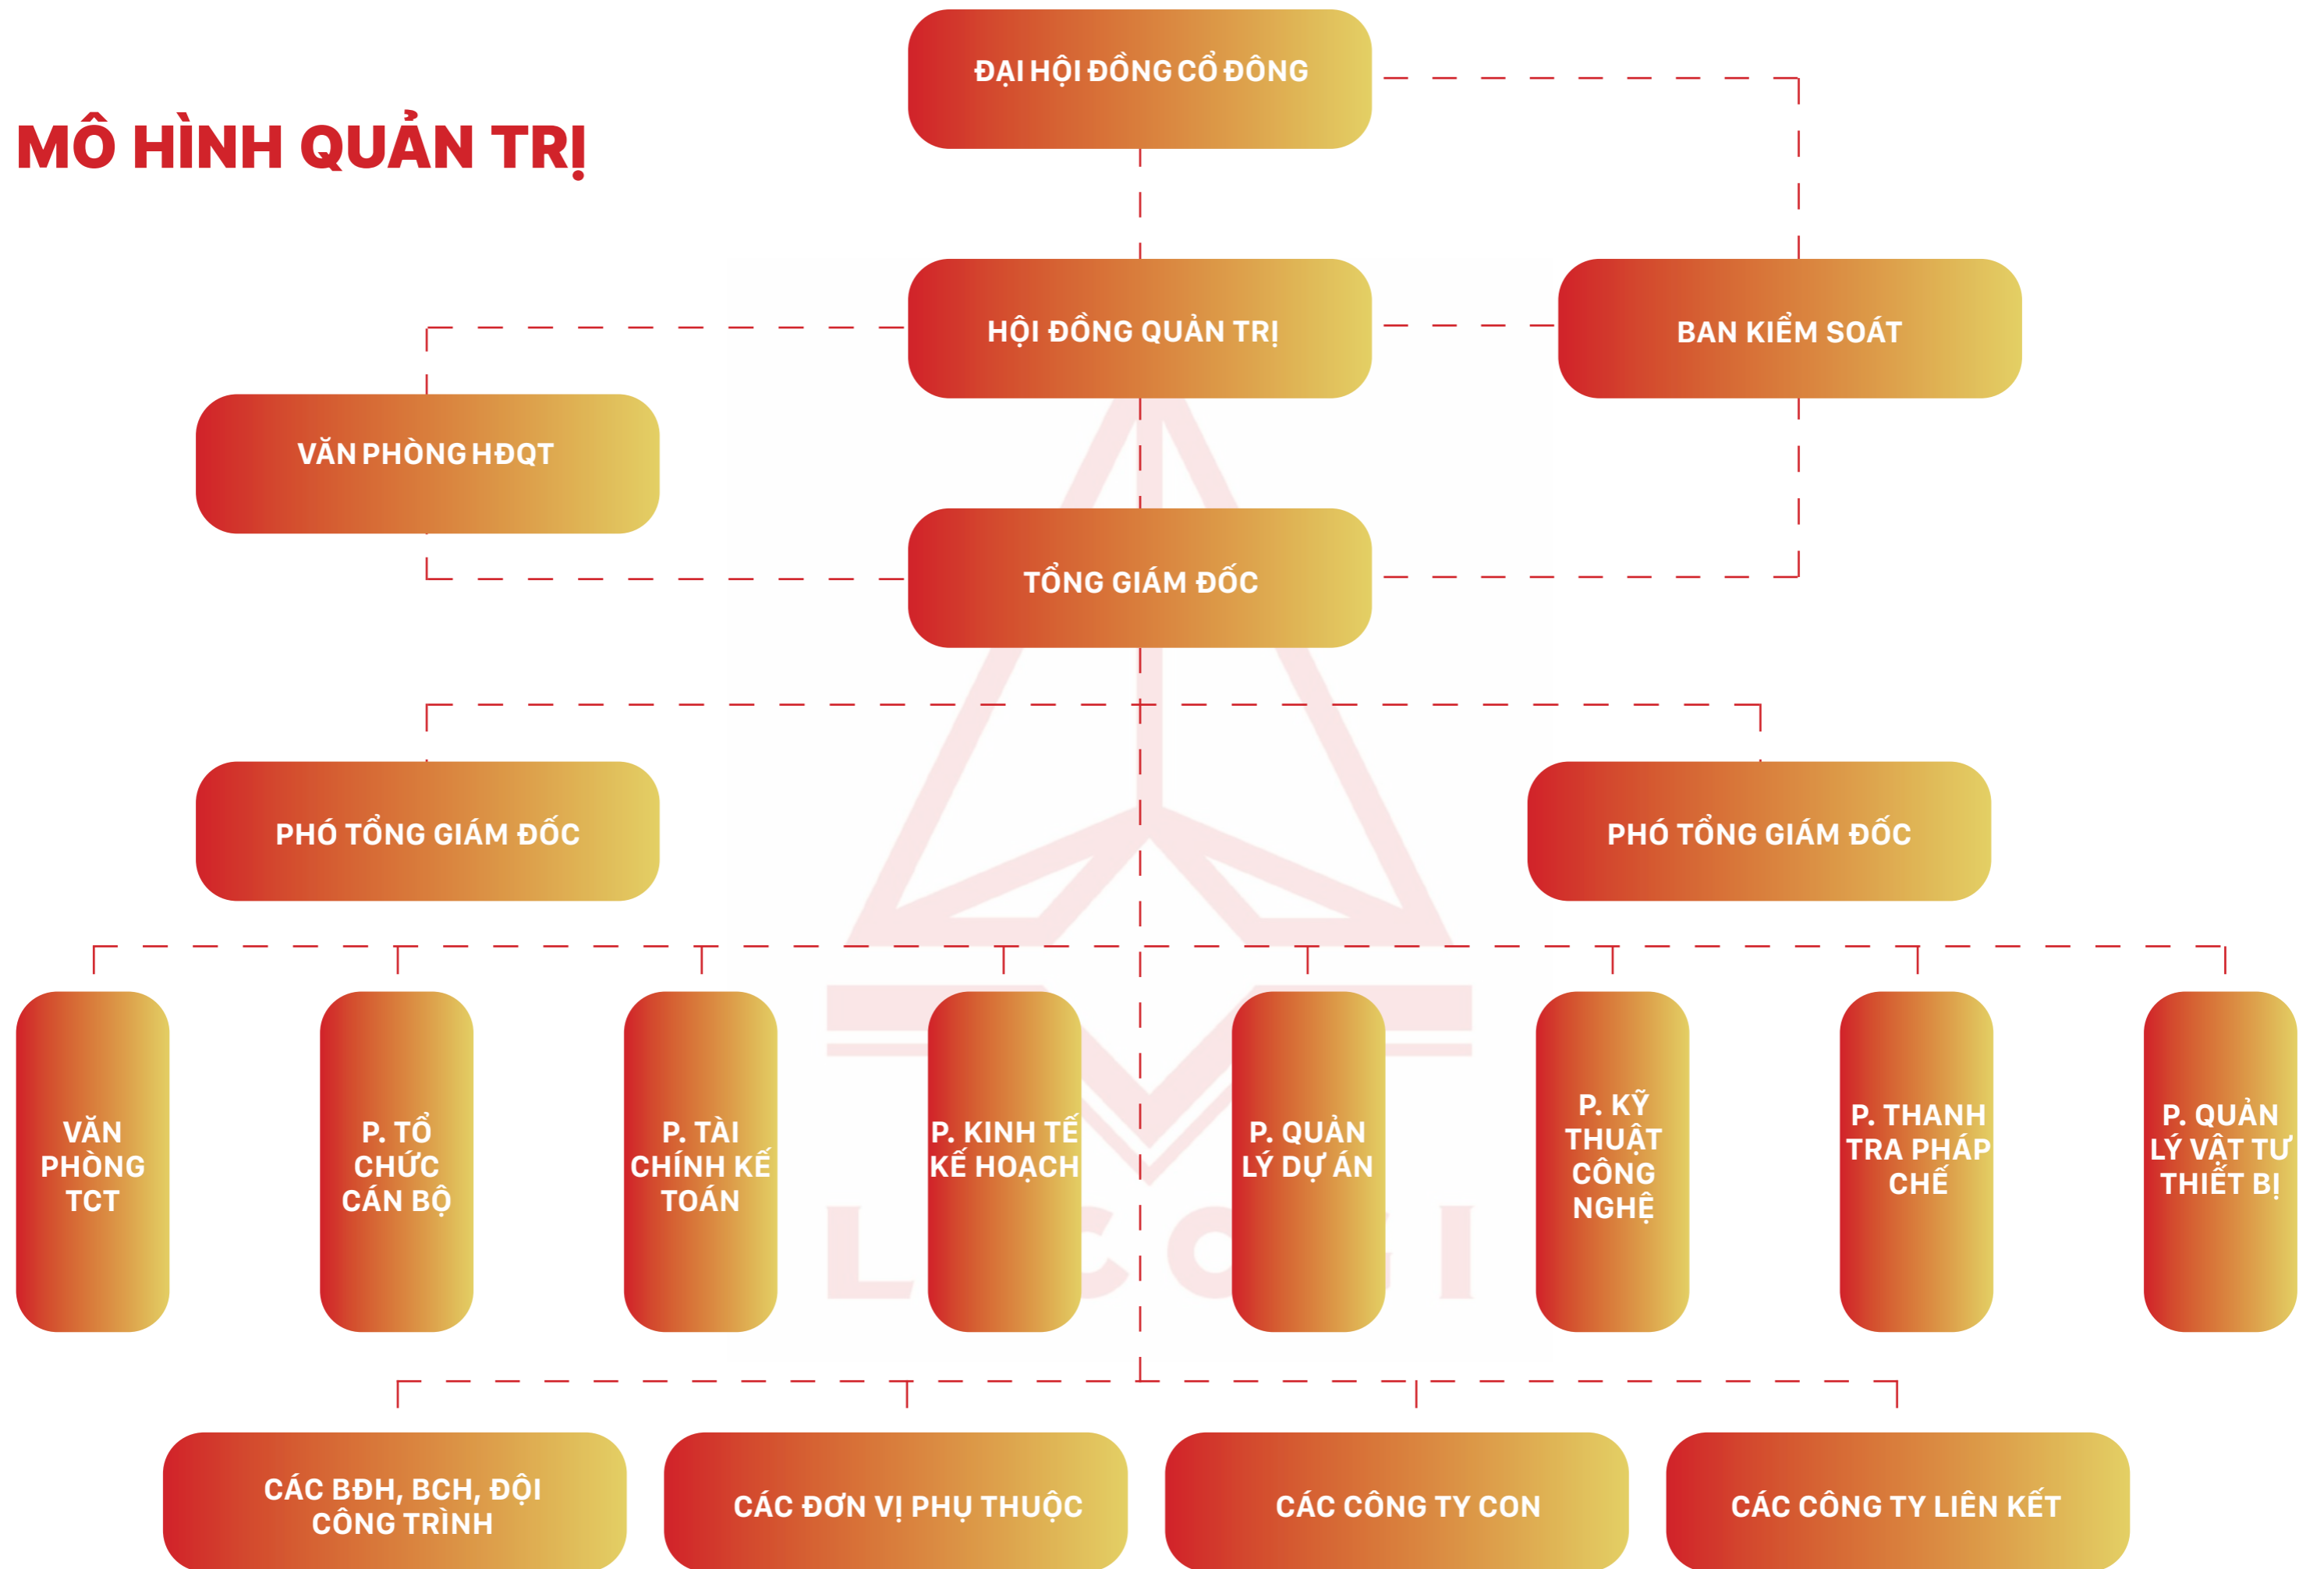 ĐẠI HỘI ĐỒNG CỔ ĐÔNG
MÔ HÌNH QUẢN TRỊ
HỘI ĐỒNG QUẢN TRỊ
BAN KIỂM SOÁT
VĂN PHÒNG HĐQT
TỔNG GIÁM ĐỐC
PHÓ TỔNG GIÁM ĐỐC
PHÓ TỔNG GIÁM ĐỐC
VĂN
PHÒNG
TCT
P. TỔ
CHỨC
CÁN BỘ
P. TÀI
CHÍNH KẾ
TOÁN
P. KINH TẾ
KẾ HOẠCH
P. QUẢN
LÝ DỰ ÁN
P. KỸ
THUẬT
CÔNG
NGHỆ
P. THANH
TRA PHÁP
CHẾ
P. QUẢN
LÝ VẬT TƯ
THIẾT BỊ
CÁC BĐH, BCH, ĐỘI
CÔNG TRÌNH
CÁC ĐƠN VỊ PHỤ THUỘC
CÁC CÔNG TY CON
CÁC CÔNG TY LIÊN KẾT